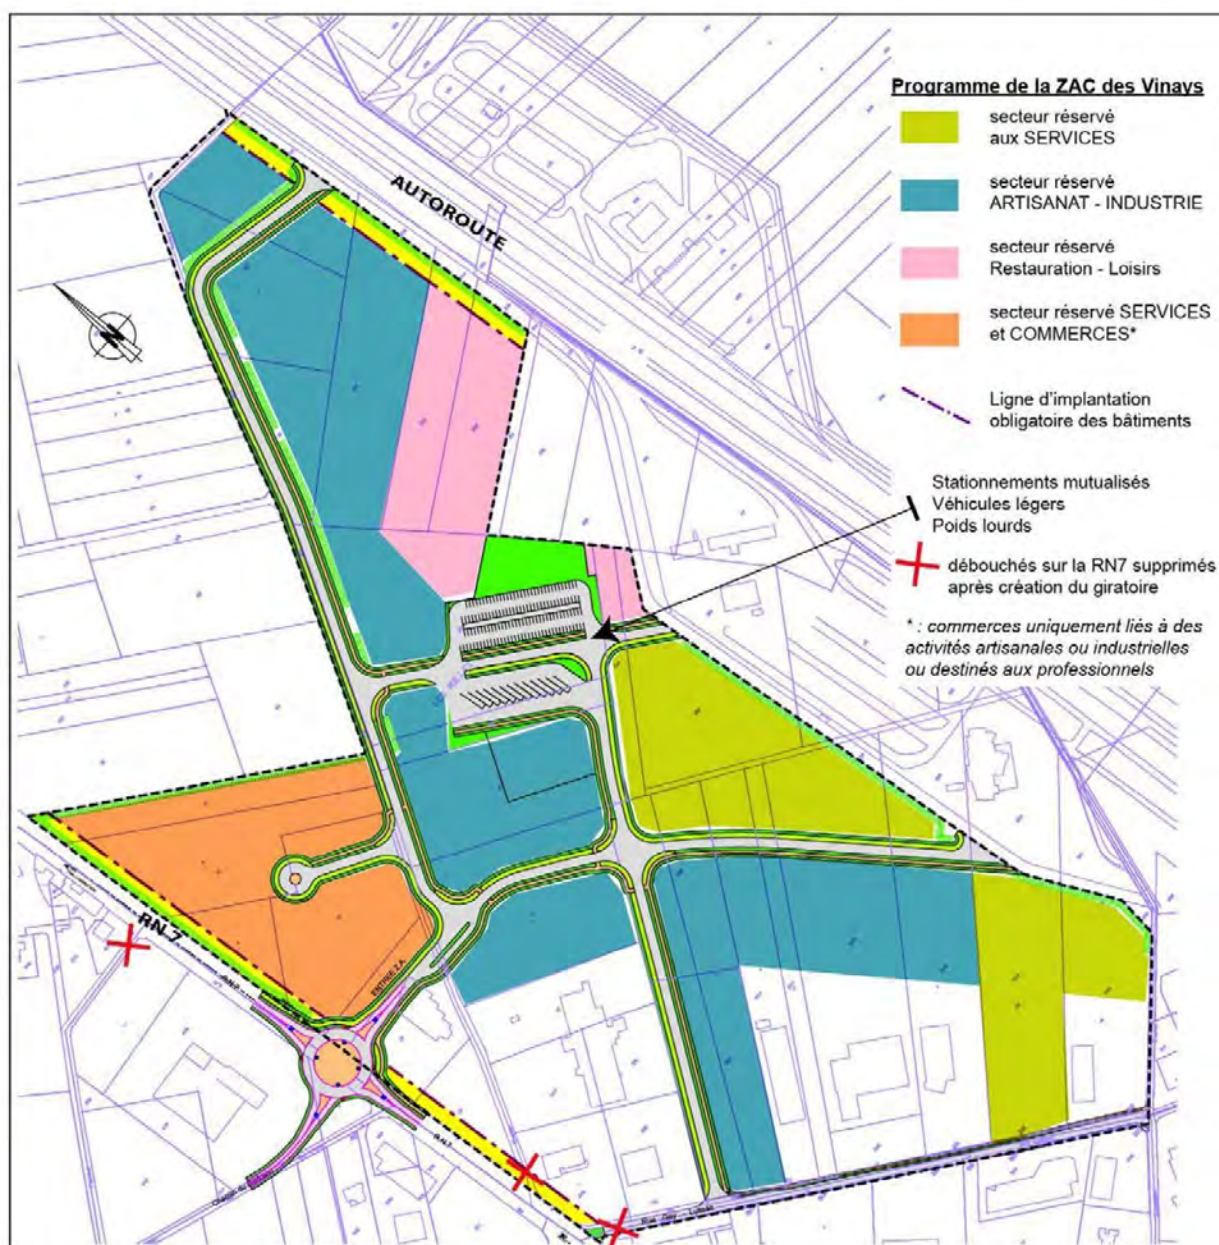 Programme de la ZAC des Vinays
secteur réservé
aux SERVICES
secteur réservé
ARTISANAT - INDUSTRIE
secteur réservé
Restauration - Loisirs
secteur réservé SERVICES
et COMMERCES*
Ligne d'implantation
obligatoire des bâtiments
Stationnements mutualisés
Véhicules légers
Poids lourds
débouchés sur la RN7 supprimés
après création du giratoire
* : commerces uniquement liés à des
activités artisanales ou industrielles
ou destinés aux professionnels
AUTOROUTE
RN 7
ENTREE Z.A.
R.N.7
R.N.7